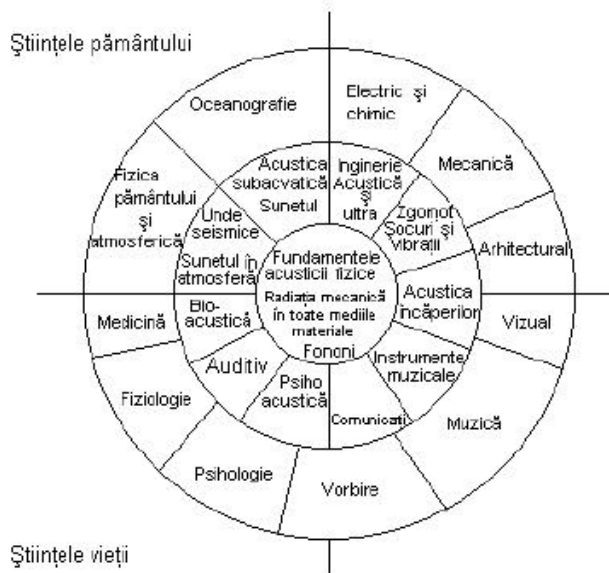 Ştiinţele pământului
Oceanografie
Electric şi
chimic
Mecanică
Arhitectural
Vizual
Muzică
Vorbire
Psihologie
Fiziologie
Medicină
Fizica
pământului
şi
atmosferică
Acustica
subacvatică
Sunetul
Inginerie
Acustică
şi
ultra
Zgomot
Şocuri şi
vibraţii
Acustica
încăperilor
Instrumente
muzicale
Comunicaţi
Psiho
acustică
Auditiv
Bio-
acustică
Unde
seismice
Sunetul în
atmosferă
Fundamentele
acusticii fizice
Radiaţia mecanică
în toate mediile
materiale
Fononi
Ştiinţele vieţii